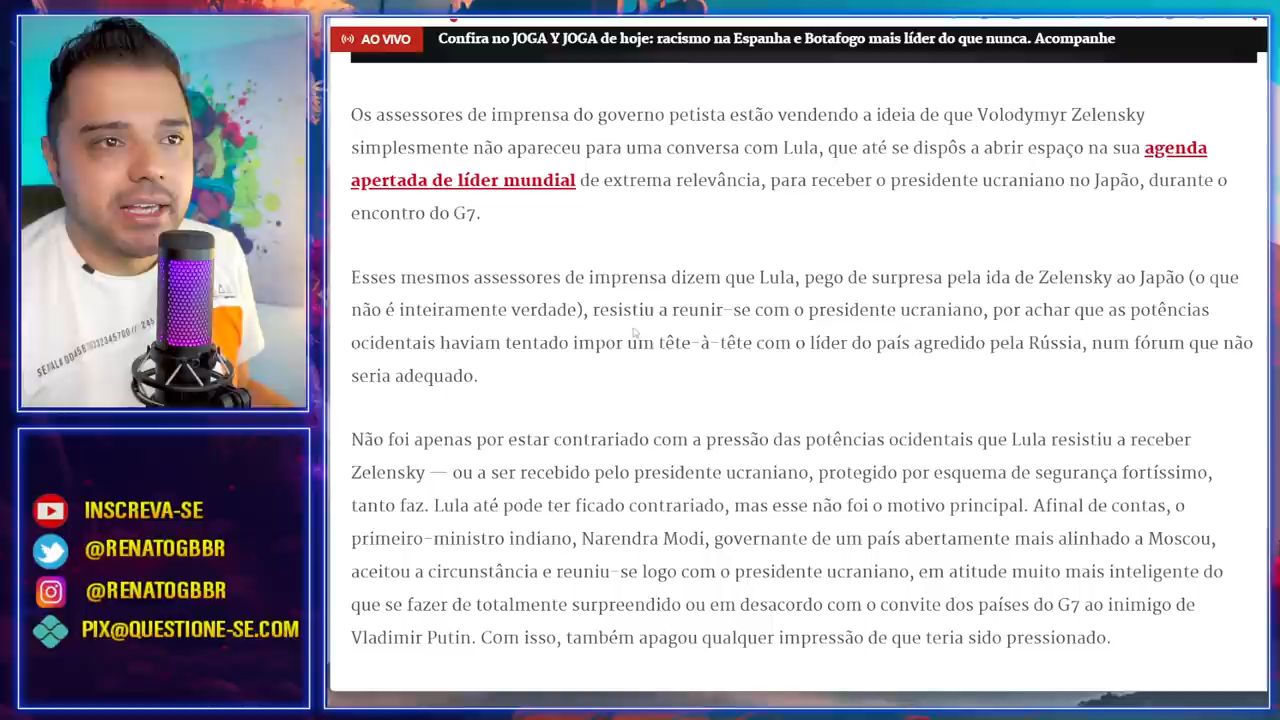 AO VIVO
Confira no JOGA Y JOGA de hoje: racismo na Espanha e Botafogo mais líder do que nunca. Acompanhe
Os assessores de imprensa do governo petista estão vendendo a ideia de que Volodymyr Zelensky
simplesmente não apareceu para uma conversa com Lula, que até se dispôs a abrir espaço na sua agenda
apertada de líder mundial de extrema relevância, para receber o presidente ucraniano no Japão, durante o
encontro do G7.
Esses mesmos assessores de imprensa dizem que Lula, pego de surpresa pela ida de Zelensky ao Japão (o que
não é inteiramente verdade), resistiu a reunir-se com o presidente ucraniano, por achar que as potências
ocidentais haviam tentado impor um tête-à-tête com o líder do país agredido pela Rússia, num fórum que não
seria adequado.
Não foi apenas por estar contrariado com a pressão das potências ocidentais que Lula resistiu a receber
Zelensky — ou a ser recebido pelo presidente ucraniano, protegido por esquema de segurança fortíssimo,
tanto faz. Lula até pode ter ficado contrariado, mas esse não foi o motivo principal. Afinal de contas, o
primeiro-ministro indiano, Narendra Modi, governante de um país abertamente mais alinhado a Moscou,
aceitou a circunstância e reuniu-se logo com o presidente ucraniano, em atitude muito mais inteligente do
que se fazer de totalmente surpreendido ou em desacordo com o convite dos países do G7 ao inimigo de
Vladimir Putin. Com isso, também apagou qualquer impressão de que teria sido pressionado.
INSCREVA-SE
@RENATOGBBR
@RENATOGBBR
PIX@QUESTIONE-SE.COM